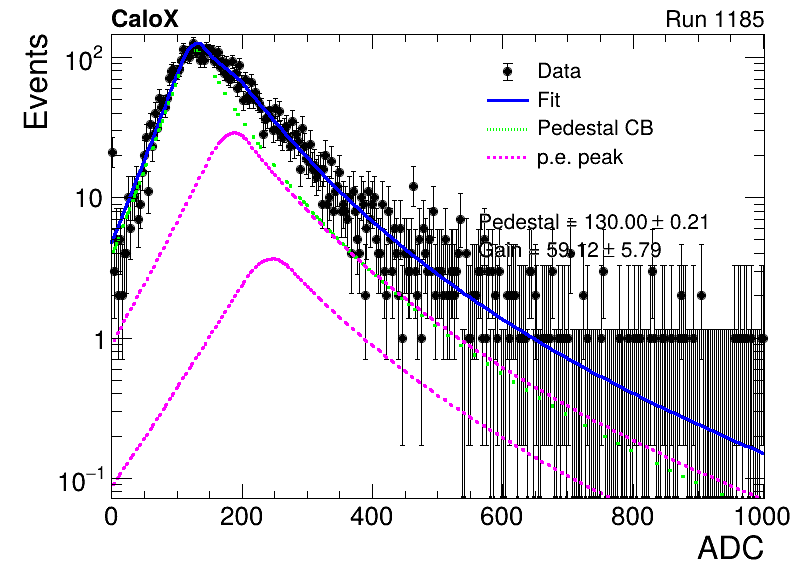 CaloX Run 1185
Events
10²
10
1
10⁻¹
Data
Fit
Pedestal CB
p.e. peak
Pedestal = 130.00 ± 0.21
Gain = 59.12 ± 5.79
0 200 400 600 800 1000
ADC